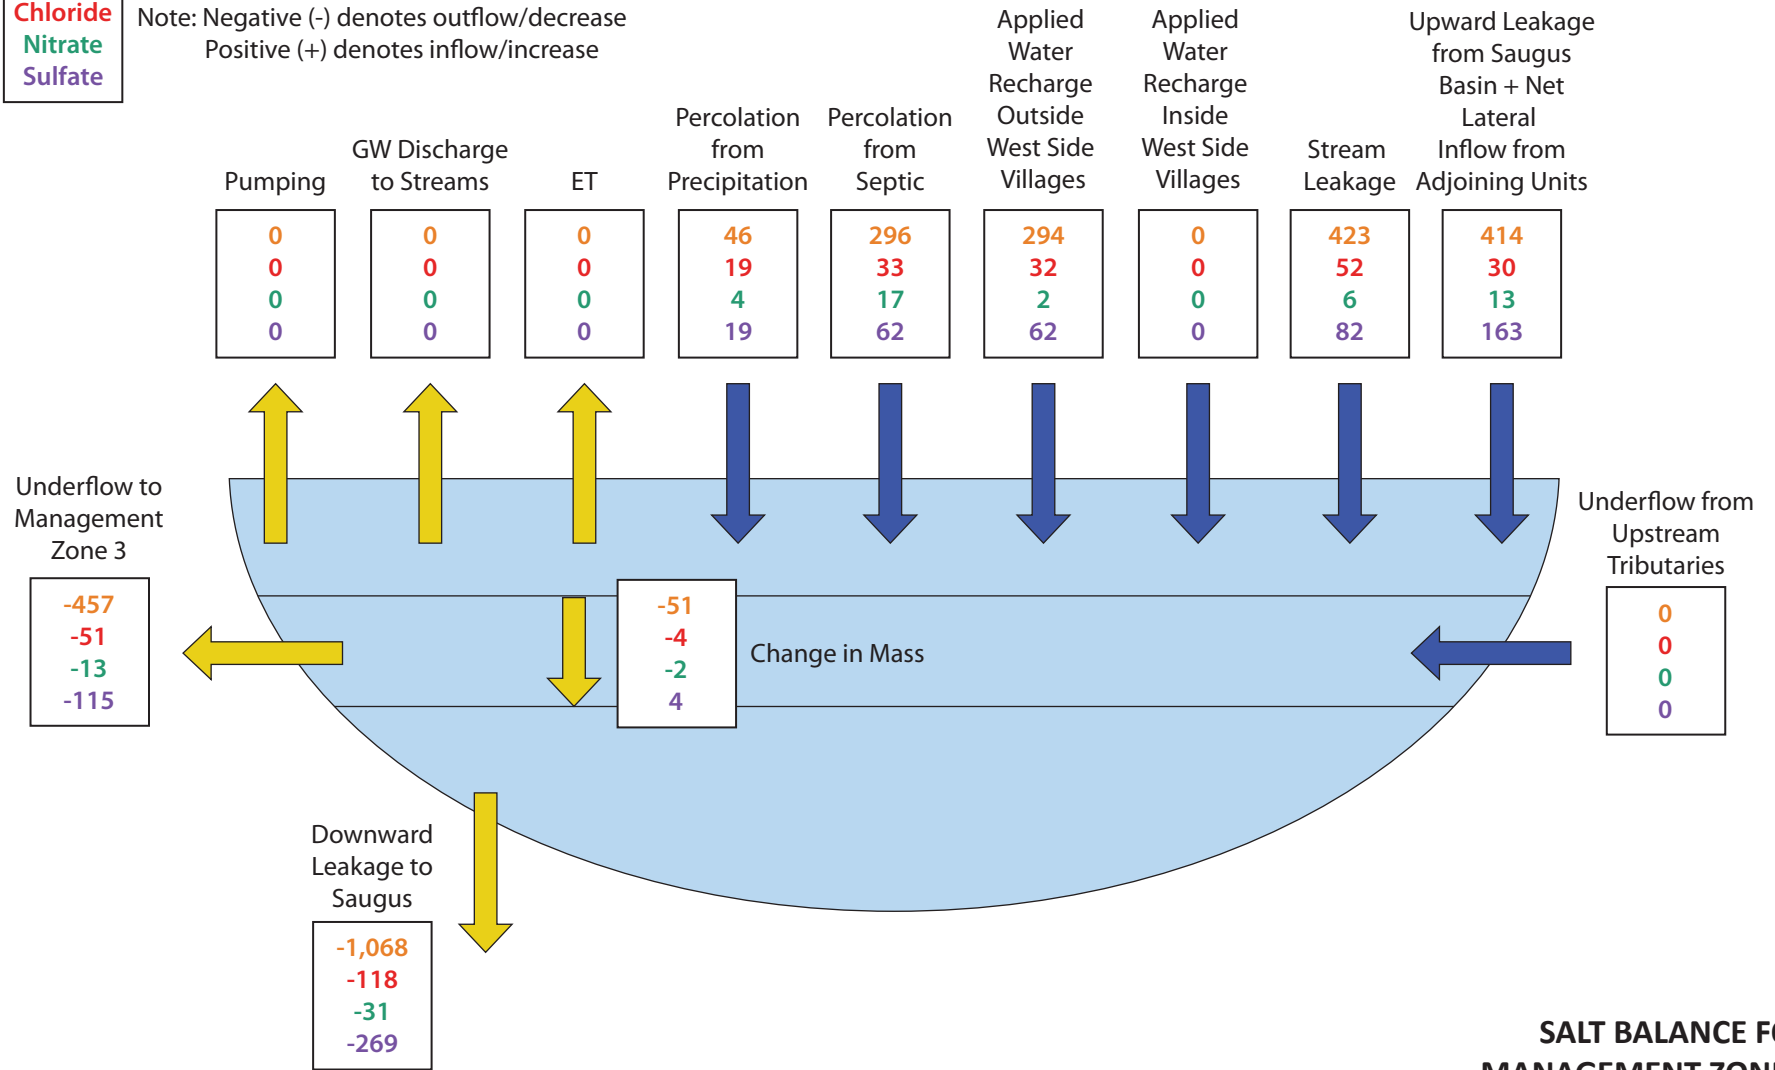 Chloride
Nitrate
Sulfate
Note: Negative (-) denotes outflow/decrease
Positive (+) denotes inflow/increase
Pumping
GW Discharge
to Streams
ET
Percolation
from
Precipitation
Percolation
from
Septic
Applied
Water
Recharge
Outside
West Side
Villages
Applied
Water
Recharge
Inside
West Side
Villages
Stream
Leakage
Upward Leakage
from Saugus
Basin + Net
Lateral
Inflow from
Adjoining Units
0
0
0
0
0
0
0
0
0
0
0
0
46
19
4
19
296
33
17
62
294
32
2
62
0
0
0
0
423
52
6
82
414
30
13
163
Underflow to
Management
Zone 3
-457
-51
-13
-115
-51
-4
-2
4
Change in Mass
Underflow from
Upstream
Tributaries
0
0
0
0
Downward
Leakage to
Saugus
-1,068
-118
-31
-269
SALT BALANCE
MANAGEMENT